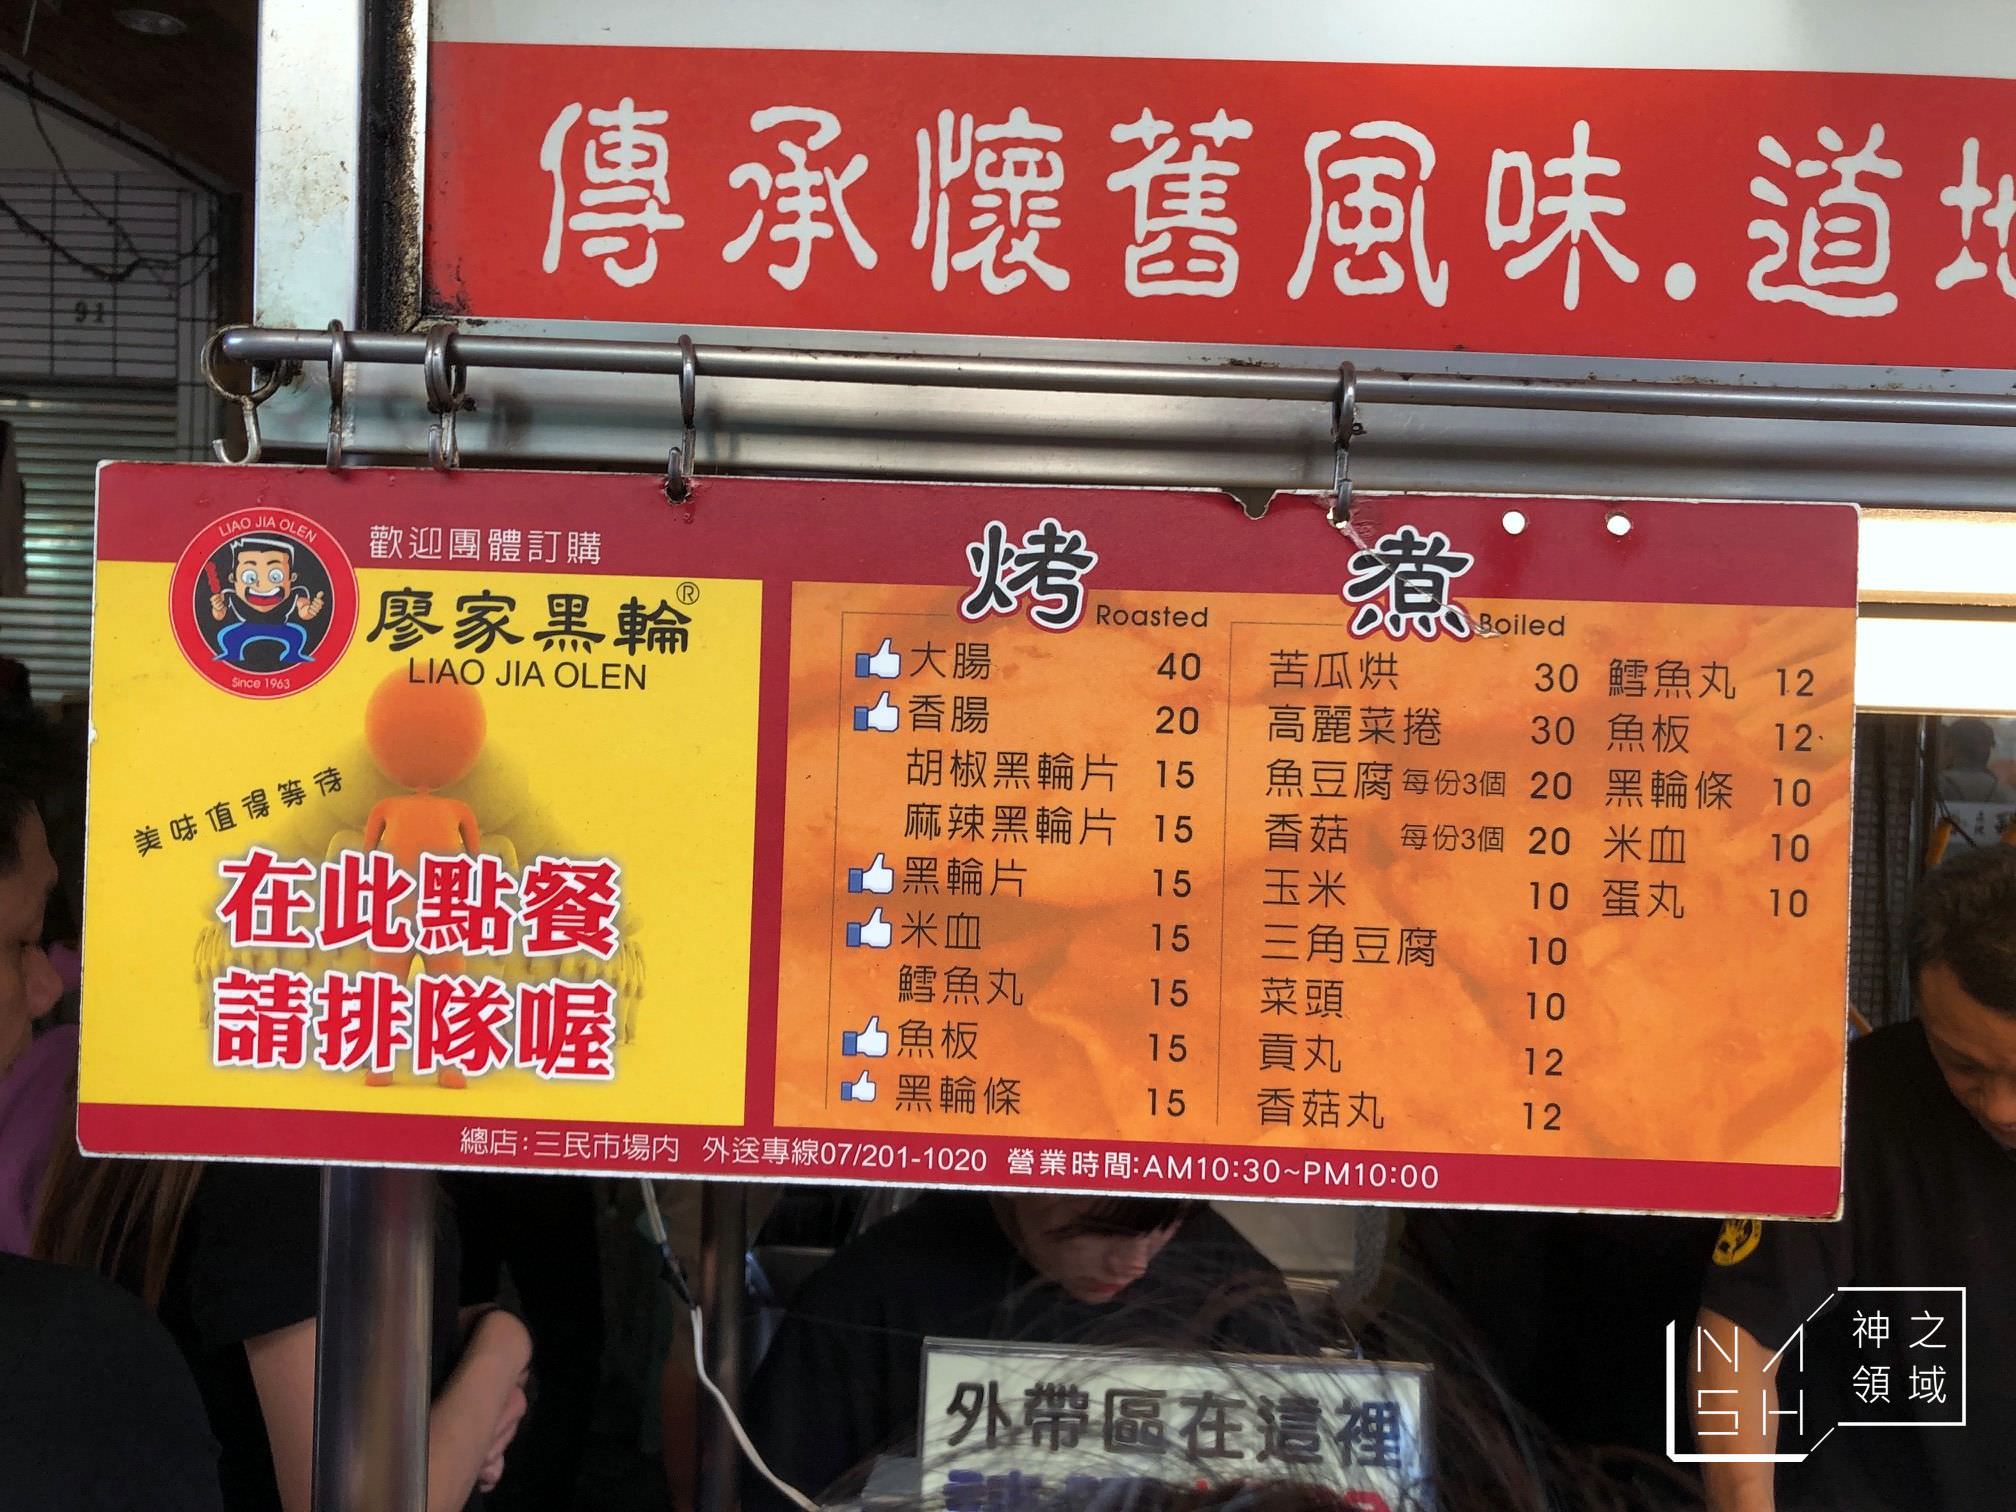 傳承懷舊風味.道地
91
LIAO JIA OLEN
Since 1963
歡迎團體訂購
廖家黑輪®
LIAO JIA OLEN
美味值得等待
在此點餐
請排隊喔
烤 Roasted
大腸 40
香腸 20
胡椒黑輪片 15
麻辣黑輪片 15
黑輪片 15
米血 15
鱈魚丸 15
魚板 15
黑輪條 15
煮 Boiled
苦瓜烘 30
高麗菜捲 30
魚豆腐 每份3個 20
香菇 每份3個 20
玉米 10
三角豆腐 10
菜頭 10
貢丸 12
香菇丸 12
鱈魚丸 12
魚板 12
黑輪條 10
米血 10
蛋丸 10
總店:三民市場內 外送專線07/201-1020 營業時間:AM10:30~PM10:00
外帶區在這裡
NASH
神之領域